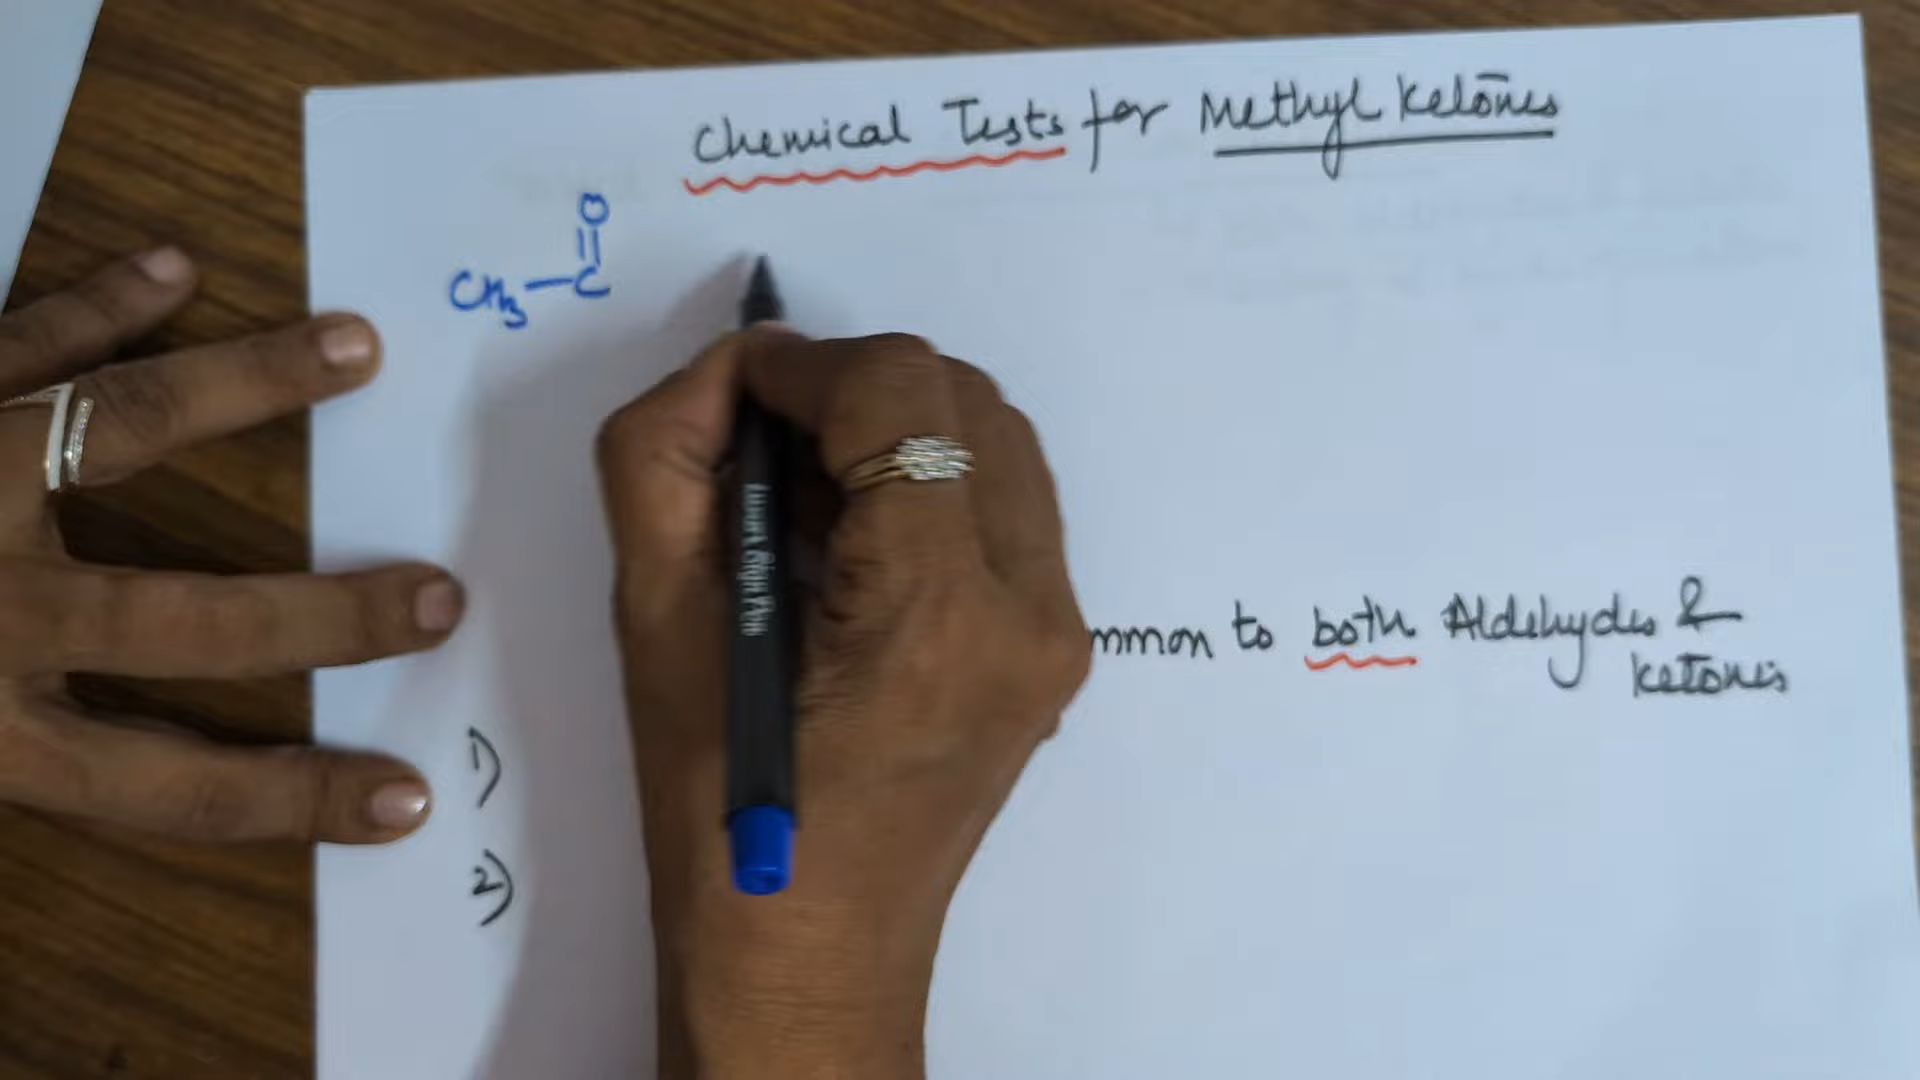 Chemical Tests for Methyl Ketones
O
||
CH3-C
mmon to both Aldehydes &
ketones
1)
2)